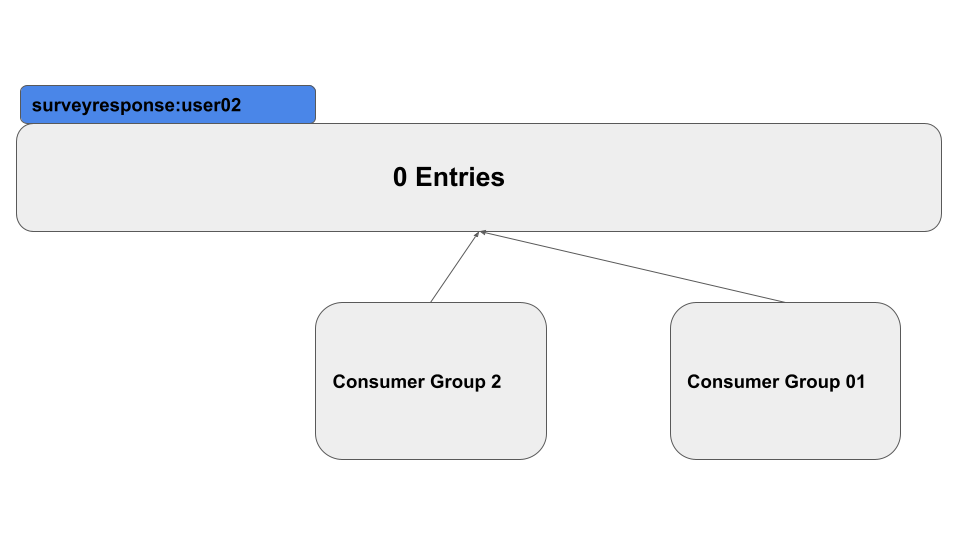 surveyresponse:user02
0 Entries
Consumer Group 2
Consumer Group 01